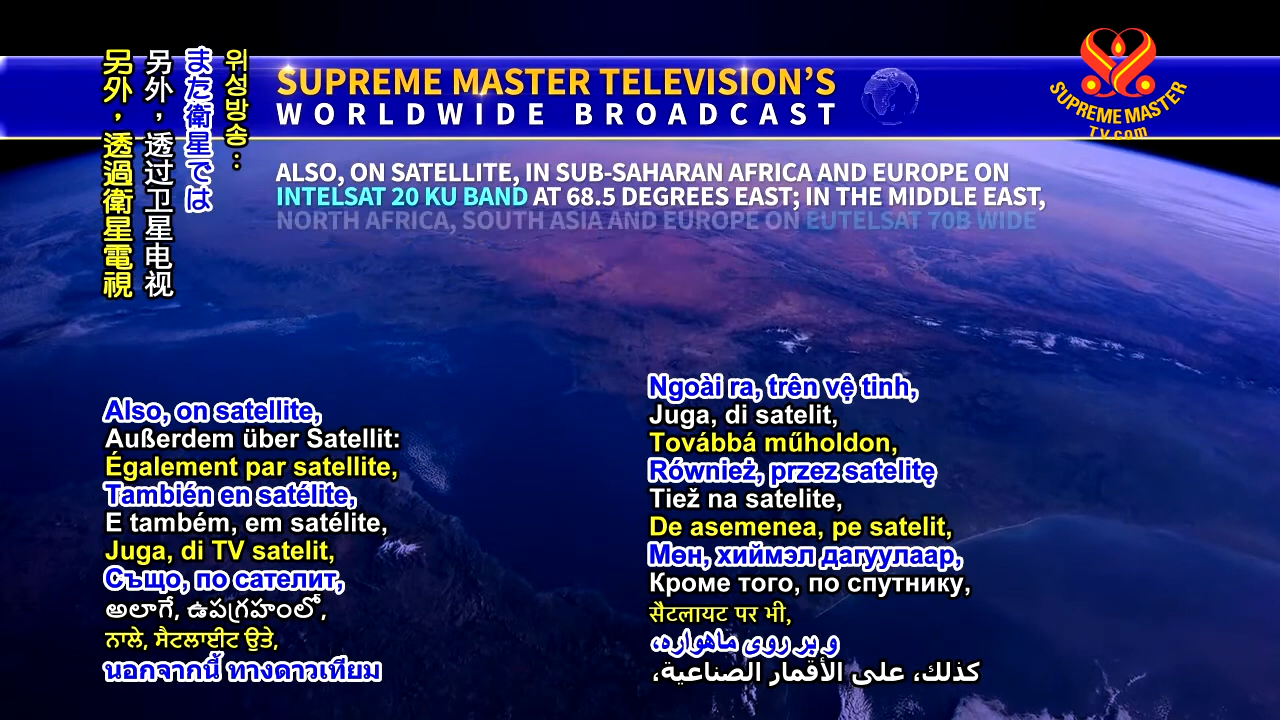 SUPREME MASTER TELEVISION’S
WORLDWIDE BROADCAST
SUPREME MASTER
TV.com
ALSO, ON SATELLITE, IN SUB-SAHARAN AFRICA AND EUROPE ON
INTELSAT 20 KU BAND AT 68.5 DEGREES EAST; IN THE MIDDLE EAST,
NORTH AFRICA, SOUTH ASIA AND EUROPE ON EUTELSAT 70B WIDE
위성방송:
また衛星では
另外，透过卫星电视
另外，透過衛星電視
Also, on satellite,
Außerdem über Satellit:
Également par satellite,
También en satélite,
E também, em satélite,
Juga, di TV satelit,
Също, по сателит,
అలాగే, ఉపగ్రహంలో,
ਨਾਲੇ, ਸੈਟਲਾਈਟ ਉਤੇ,
นอกจากนี้ ทางดาวเทียม
Ngoài ra, trên vệ tinh,
Juga, di satelit,
Továbbá műholdon,
Również, przez satelitę
Tiež na satelite,
De asemenea, pe satelit,
Мөн, хиймэл дагуулаар,
Кроме того, по спутнику,
सैटलायट पर भी,
و بر روی ماهواره،
كذلك، على الأقمار الصناعية،